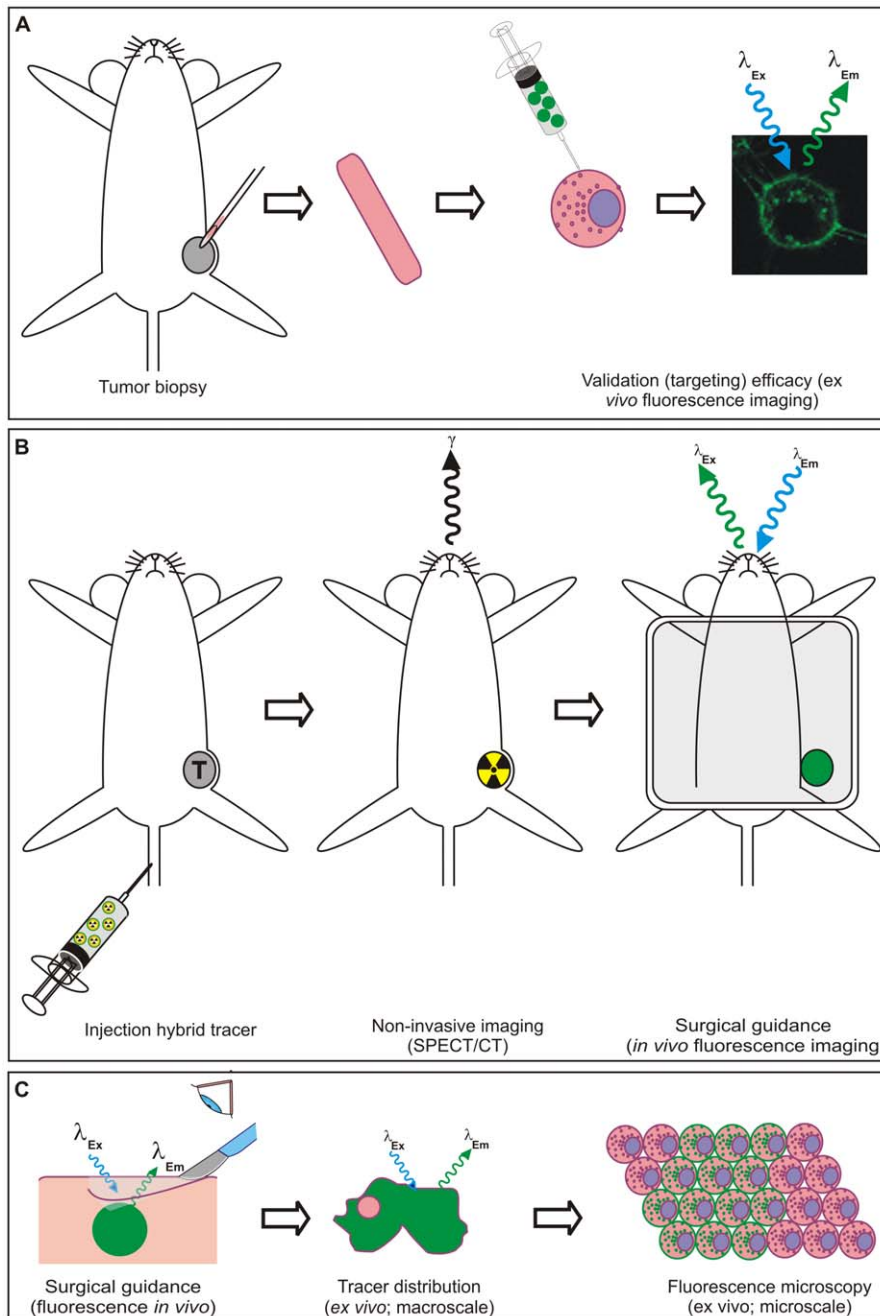 A
λEx
λEm
Tumor biopsy
Validation (targeting) efficacy (ex
vivo fluorescence imaging)
B
γ
λEx
λEm
T
Injection hybrid tracer
Non-invasive imaging
(SPECT/CT)
Surgical guidance
(in vivo fluorescence imaging
C
λEx
λEm
λEx
λEm
Surgical guidance
(fluorescence in vivo)
Tracer distribution
(ex vivo; macroscale)
Fluorescence microscopy
(ex vivo; microscale)